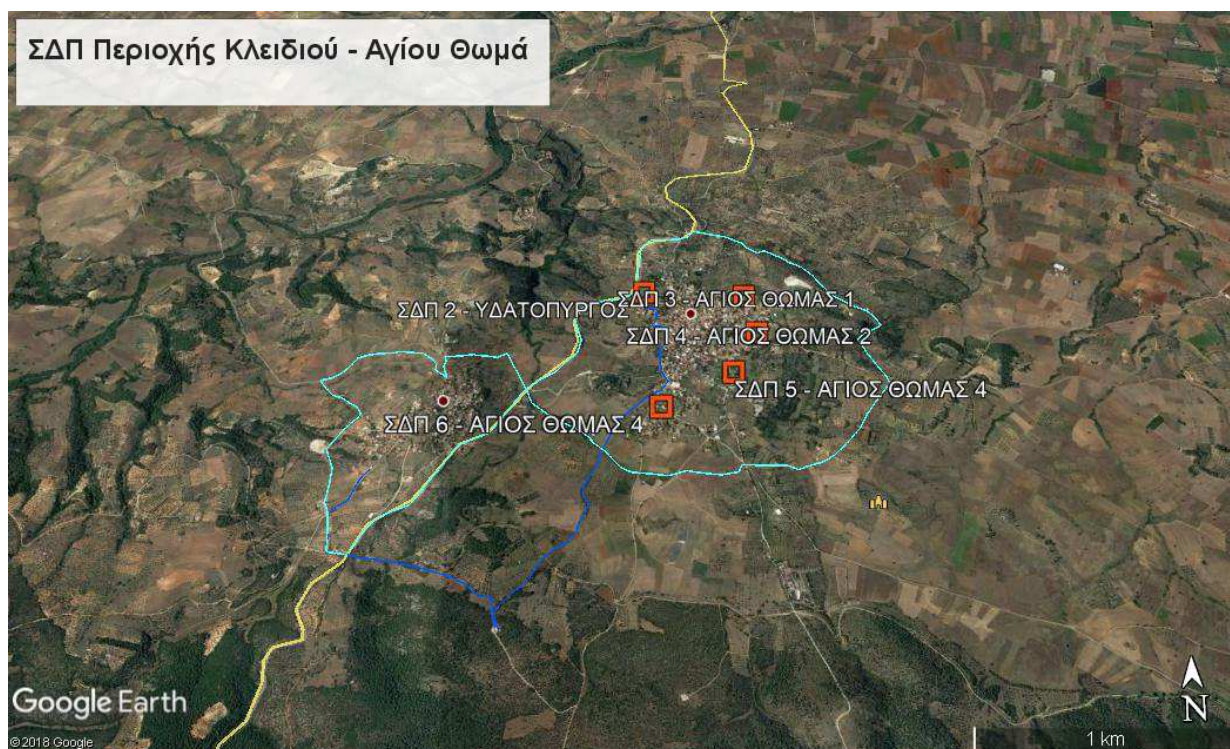 ΣΔΠ Περιοχής Κλειδιού - Αγίου Θωμά
ΣΔΠ 2 - ΥΔΑΤΟΠΥΡΓΟΣ
ΣΔΠ 3 - ΑΓΙΟΣ ΘΩΜΑΣ 1
ΣΔΠ 4 - ΑΓΙΟΣ ΘΩΜΑΣ 2
ΣΔΠ 5 - ΑΓΙΟΣ ΘΩΜΑΣ 4
ΣΔΠ 6 - ΑΓΙΟΣ ΘΩΜΑΣ 4
Google Earth
© 2018 Google
N
1 km